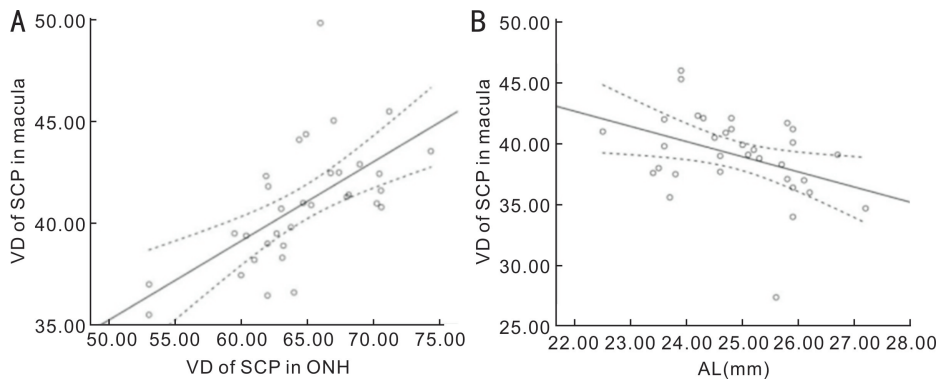 A
VD of SCP in macula
50.00
45.00
40.00
35.00
50.00 55.00 60.00 65.00 70.00 75.00
VD of SCP in ONH
B
VD of SCP in macula
50.00
45.00
40.00
35.00
30.00
25.00
22.00 23.00 24.00 25.00 26.00 27.00 28.00
AL(mm)